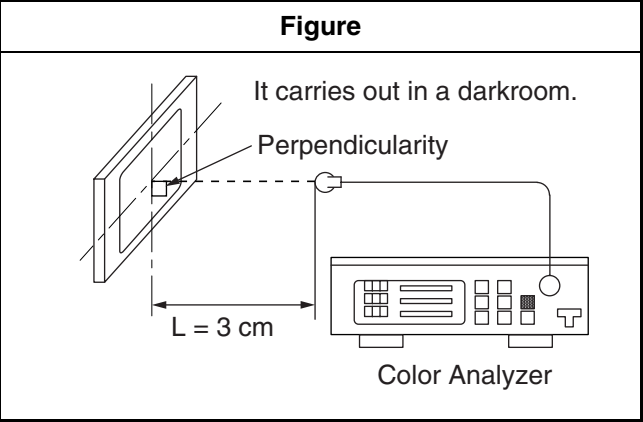 Figure
It carries out in a darkroom.
Perpendicularity
L = 3 cm
Color Analyzer